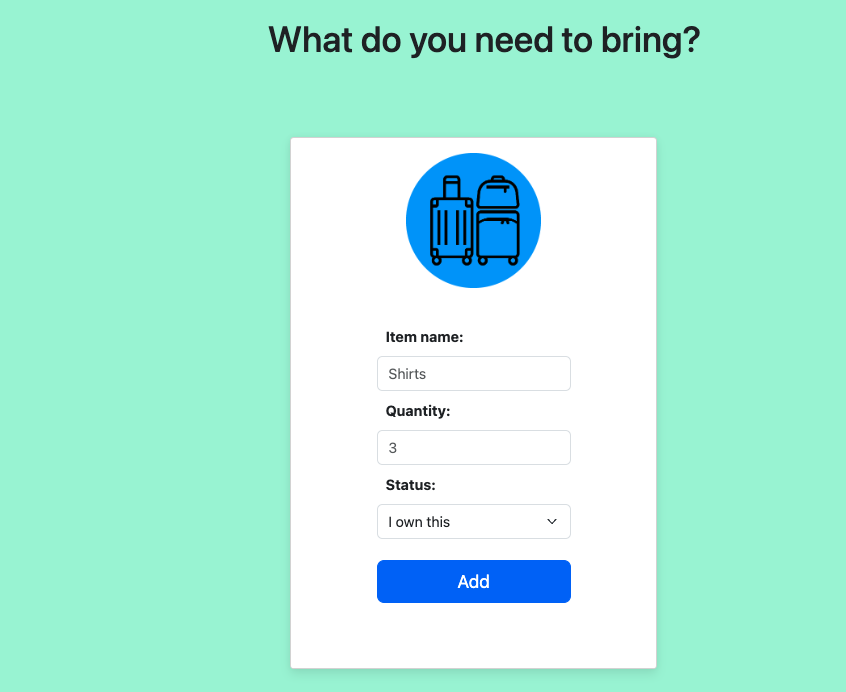 What do you need to bring?
Item name:
Shirts
Quantity:
3
Status:
I own this
Add